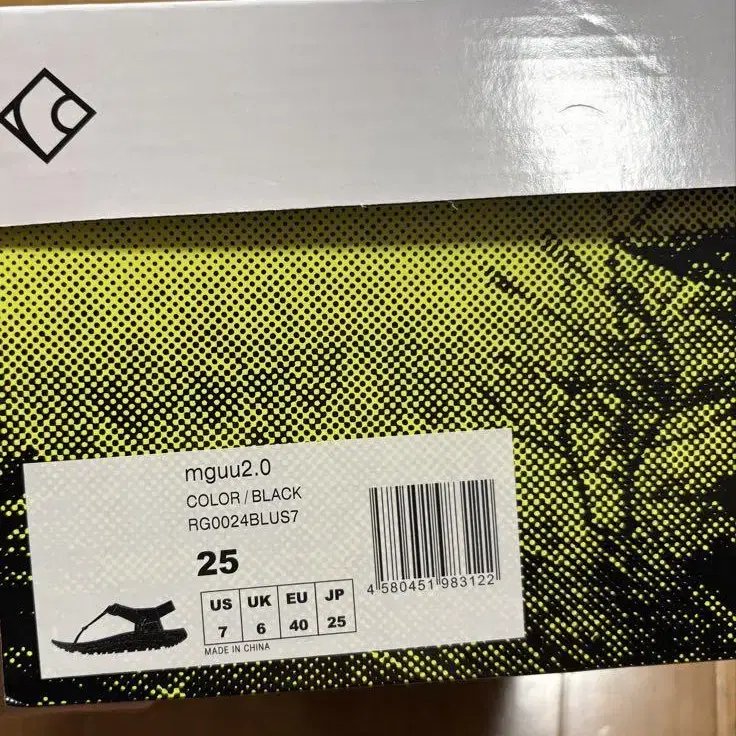 mguu2.0
COLOR / BLACK
RG0024BLUS7
25
US UK EU JP
7 6 40 25
MADE IN CHINA
4 580451 983122